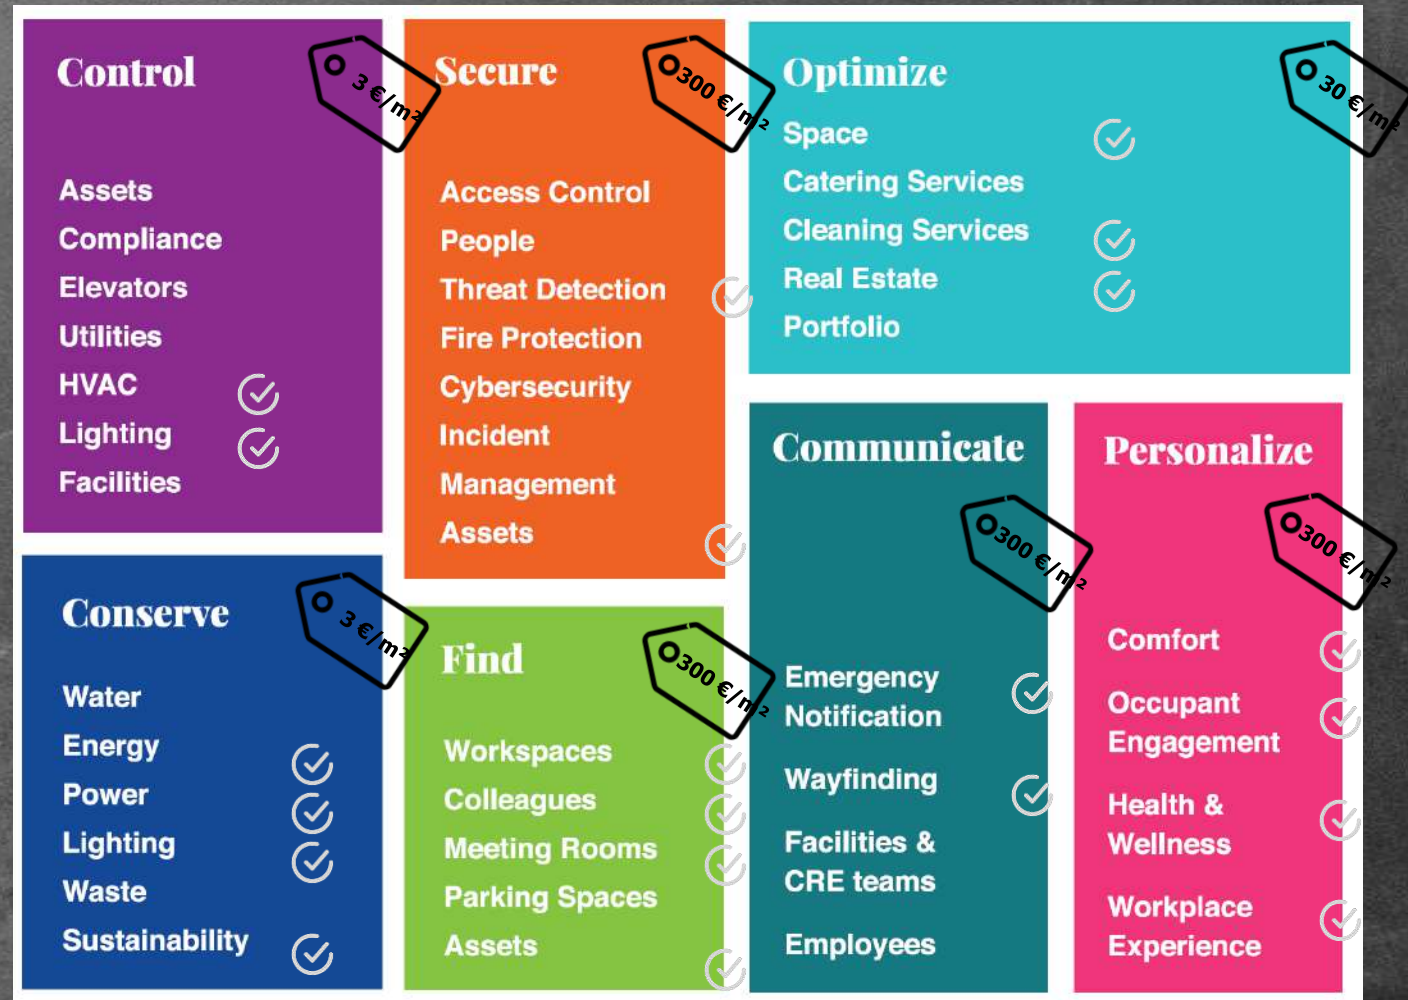 Control
3 €/m²
Assets
Compliance
Elevators
Utilities
HVAC
Lighting
Facilities
Secure
300 €/m²
Access Control
People
Threat Detection
Fire Protection
Cybersecurity
Incident
Management
Assets
Optimize
30 €/m²
Space
Catering Services
Cleaning Services
Real Estate
Portfolio
Conserve
3 €/m²
Water
Energy
Power
Lighting
Waste
Sustainability
Find
300 €/m²
Workspaces
Colleagues
Meeting Rooms
Parking Spaces
Assets
Communicate
300 €/m²
Emergency
Notification
Wayfinding
Facilities &
CRE teams
Employees
Personalize
300 €/m²
Comfort
Occupant
Engagement
Health &
Wellness
Workplace
Experience